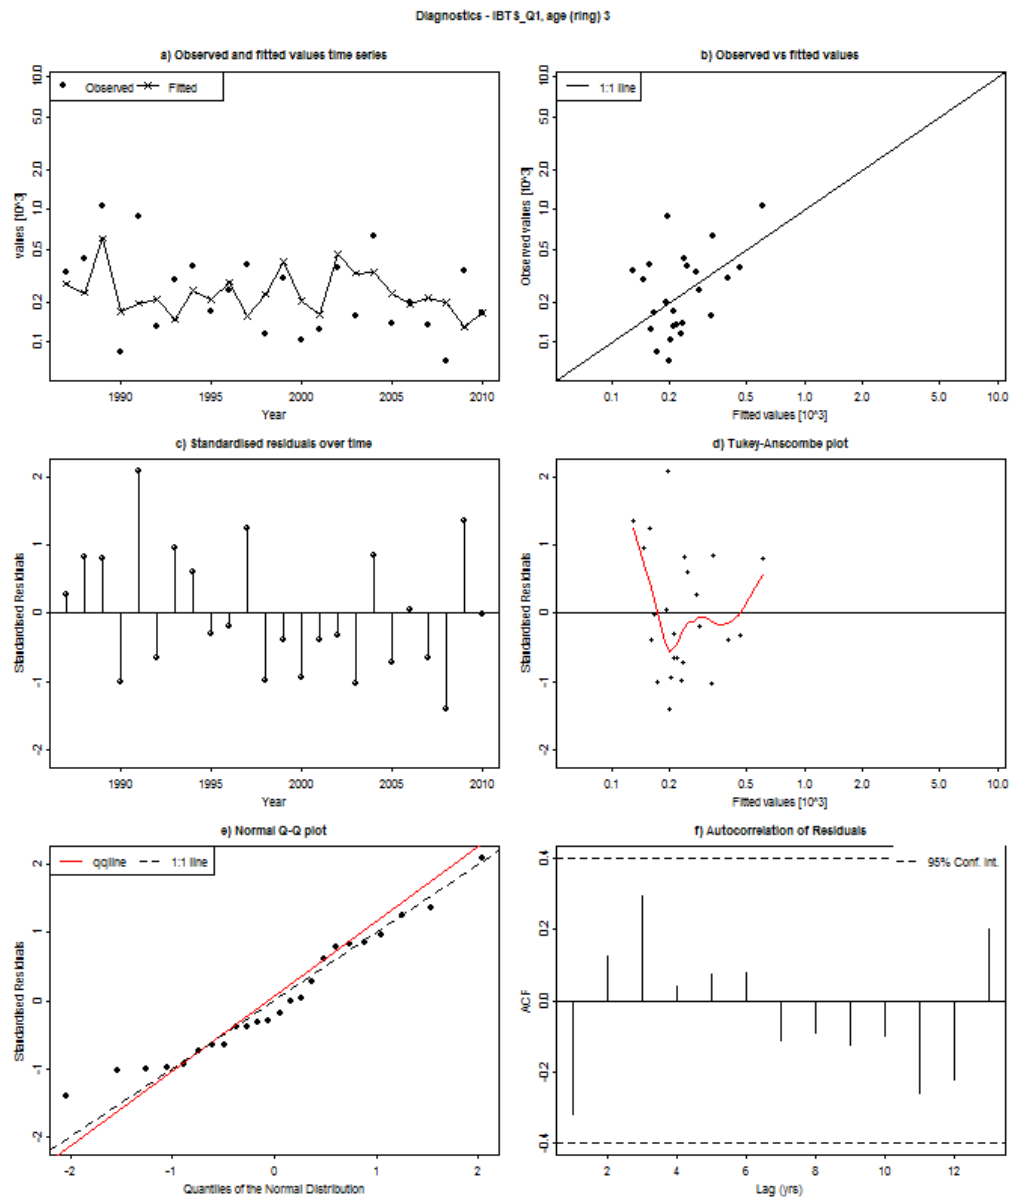 Diagnostics - IBTS_Q1, age (ring) 3
a) Observed and fitted values time series
10.0
5.0
2.0
1.0
0.5
0.2
0.1
values [10^3]
Observed
Fitted
1990 1995 2000 2005 2010
Year
b) Observed vs fitted values
10.0
5.0
2.0
1.0
0.5
0.2
0.1
Observed values [10^3]
1:1 line
0.1 0.2 0.5 1.0 2.0 5.0 10.0
Fitted values [10^3]
c) Standardised residuals over time
2
1
0
-1
-2
Standardised Residuals
1990 1995 2000 2005 2010
Year
d) Tukey-Anscombe plot
2
1
0
-1
-2
Standardised Residuals
0.1 0.2 0.5 1.0 2.0 5.0 10.0
Fitted values [10^3]
e) Normal Q-Q plot
2
1
0
-1
-2
Standardised Residuals
qqline
1:1 line
-2 -1 0 1 2
Quantiles of the Normal Distribution
f) Autocorrelation of Residuals
0.4
0.2
0.0
-0.2
-0.4
ACF
95% Conf. Int.
2 4 6 8 10 12
Lag (yrs)